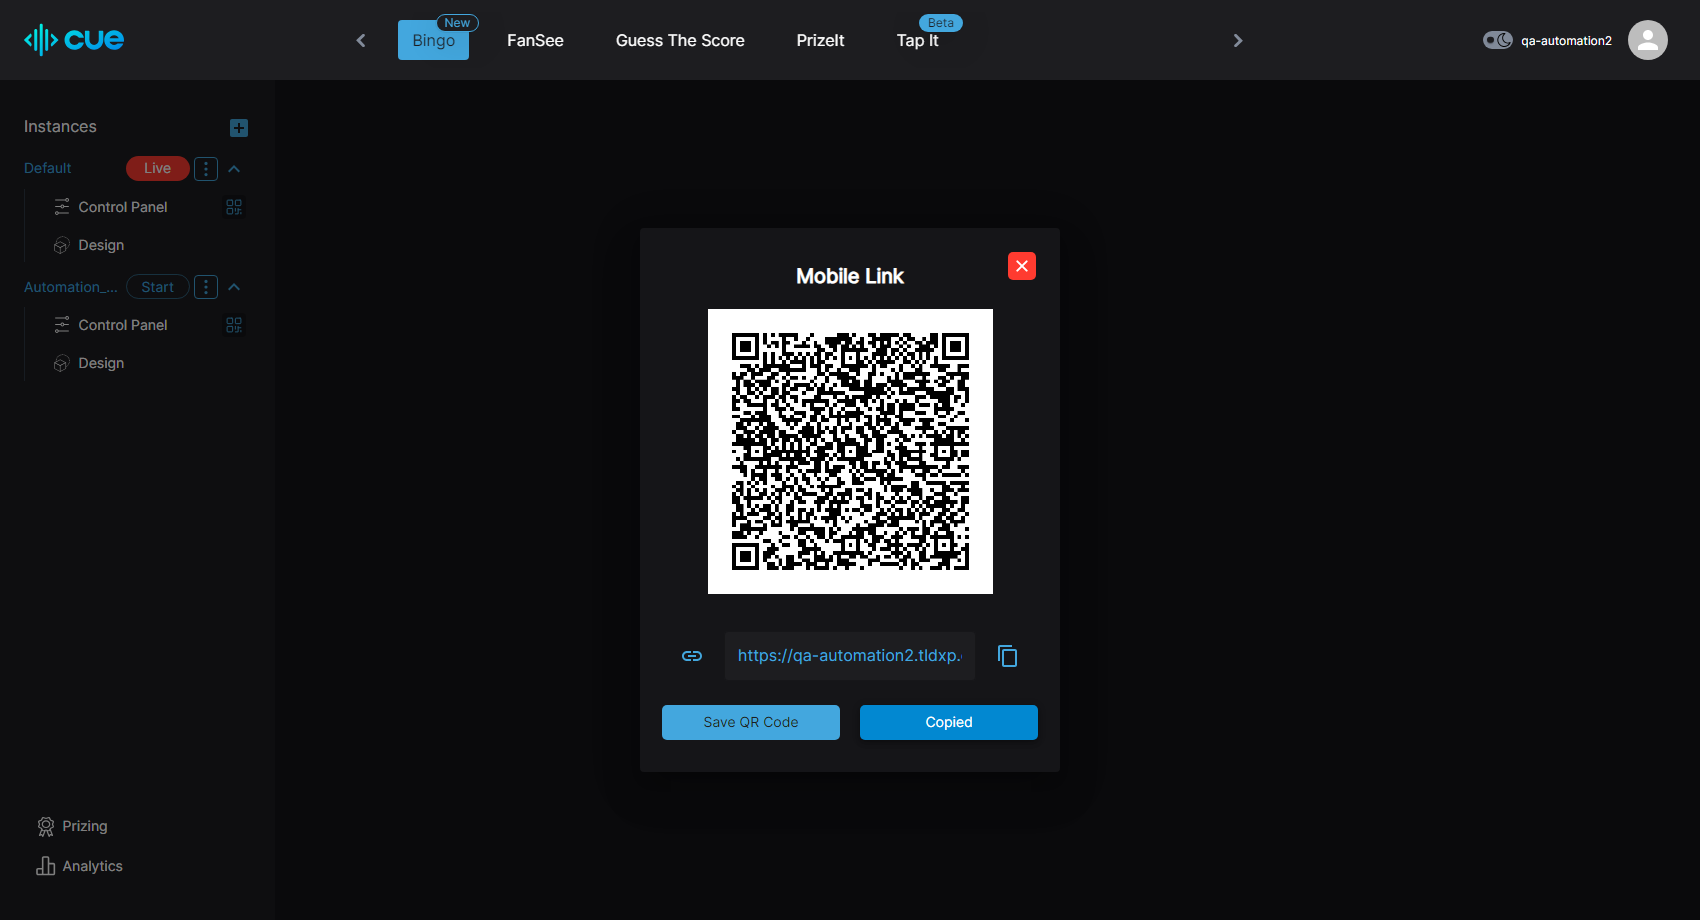 cue
Bingo
New
FanSee
Guess The Score
PrizeIt
Tap It
Beta
qa-automation2
Instances
Default
Live
Control Panel
Design
Automation_...
Start
Control Panel
Design
Prizing
Analytics
Mobile Link
https://qa-automation2.tldxp.
Save QR Code
Copied